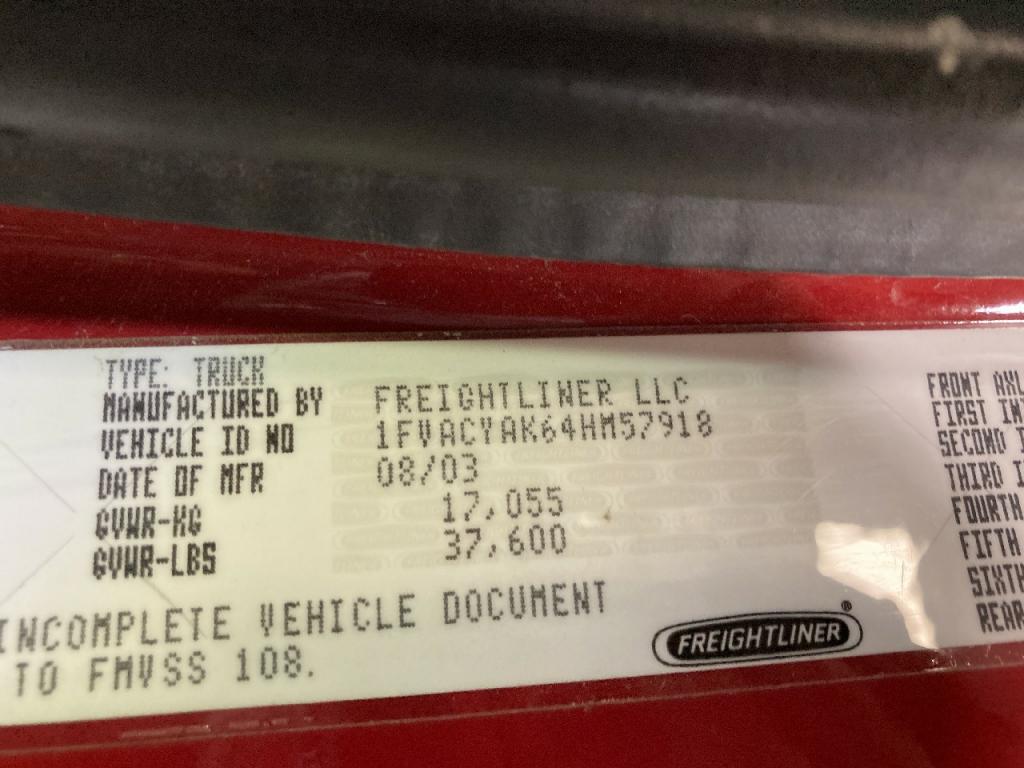 TYPE: TRUCK
MANUFACTURED BY FREIGHTLINER LLC
VEHICLE ID NO 1FVACYAK64HM57918
DATE OF MFR 08/03
GVWR-KG 17,055
GVWR-LBS 37,600
INCOMPLETE VEHICLE DOCUMENT
TO FMVSS 108.
FREIGHTLINER®
FRONT AXL
FIRST IN
SECOND I
THIRD I
FOURTH
FIFTH
SIXTH
REAR